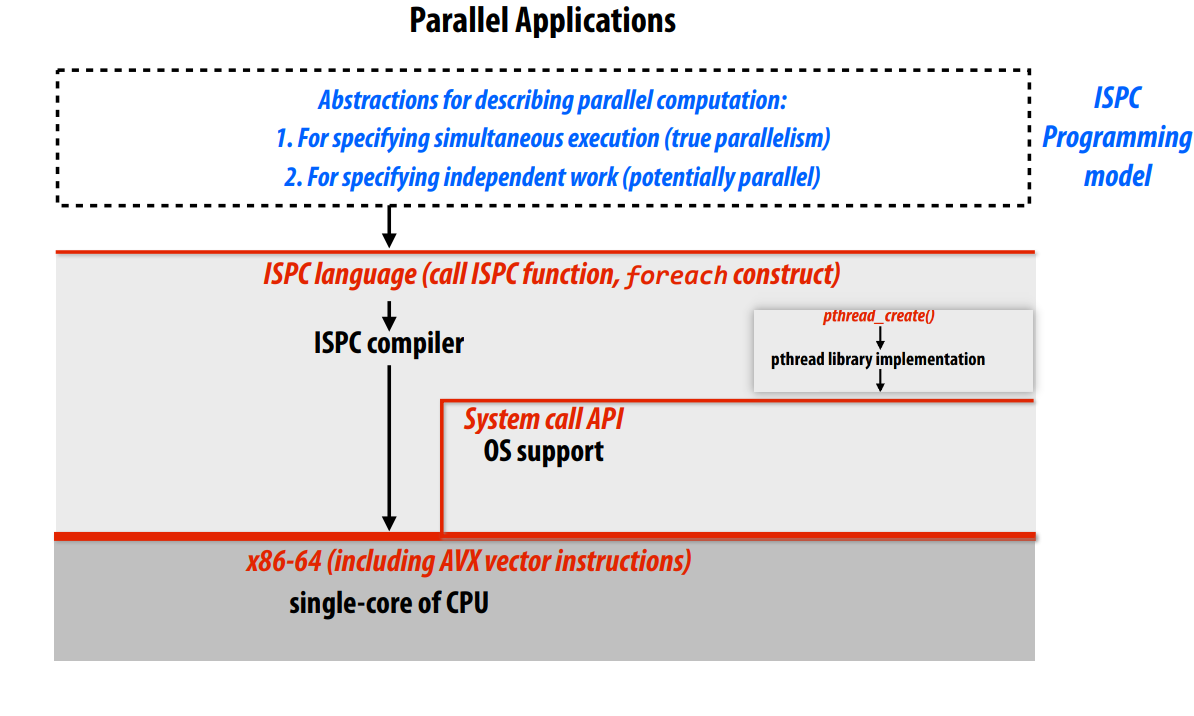 Parallel Applications
Abstractions for describing parallel computation:
1. For specifying simultaneous execution (true parallelism)
2. For specifying independent work (potentially parallel)
ISPC
Programming
model
ISPC language (call ISPC function, foreach construct)
ISPC compiler
pthread_create()
pthread library implementation
System call API
OS support
x86-64 (including AVX vector instructions)
single-core of CPU